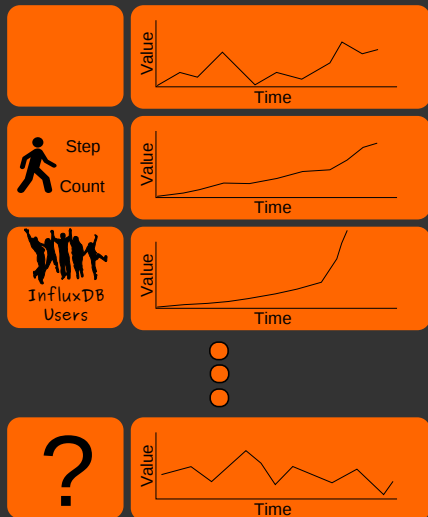 Value
Time
Step
Count
Value
Time
InfluxDB
Users
Value
Time
?
Value
Time